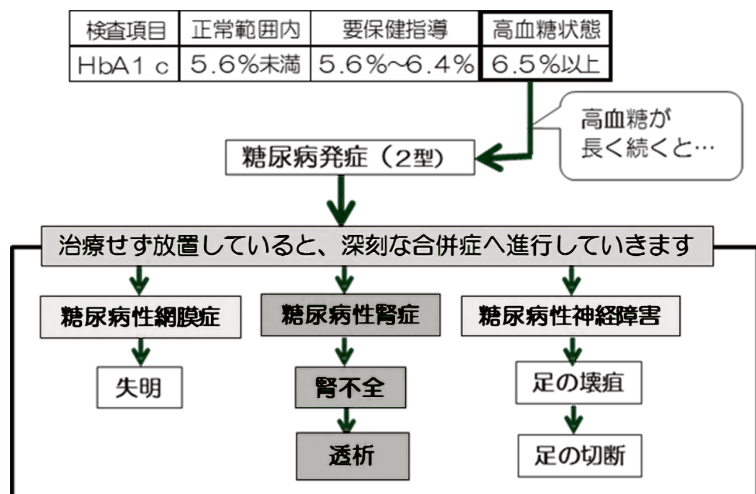 検査項目 正常範囲内 要保健指導 高血糖状態
HbA1c 5.6%未満 5.6%~6.4% 6.5%以上
高血糖が
長く続くと…
糖尿病発症(2型)
治療せず放置していると、深刻な合併症へ進行していきます
糖尿病性網膜症 糖尿病性腎症 糖尿病性神経障害
失明 腎不全 足の壊疽
透析 足の切断